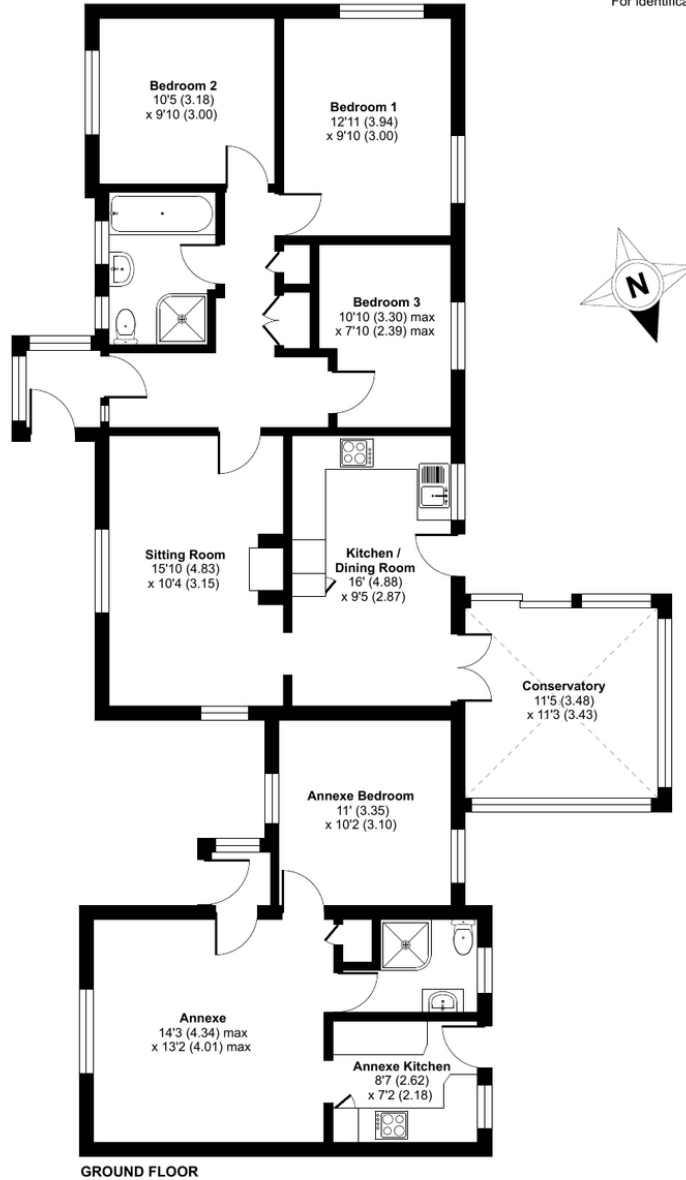 For identifica
Bedroom 2
10'5 (3.18)
x 9'10 (3.00)
Bedroom 1
12'11 (3.94)
x 9'10 (3.00)
N
Bedroom 3
10'10 (3.30) max
x 7'10 (2.39) max
Sitting Room
15'10 (4.83)
x 10'4 (3.15)
Kitchen /
Dining Room
16' (4.88)
x 9'5 (2.87)
Conservatory
11'5 (3.48)
x 11'3 (3.43)
Annexe Bedroom
11' (3.35)
x 10'2 (3.10)
Annexe
14'3 (4.34) max
x 13'2 (4.01) max
Annexe Kitchen
8'7 (2.62)
x 7'2 (2.18)
GROUND FLOOR